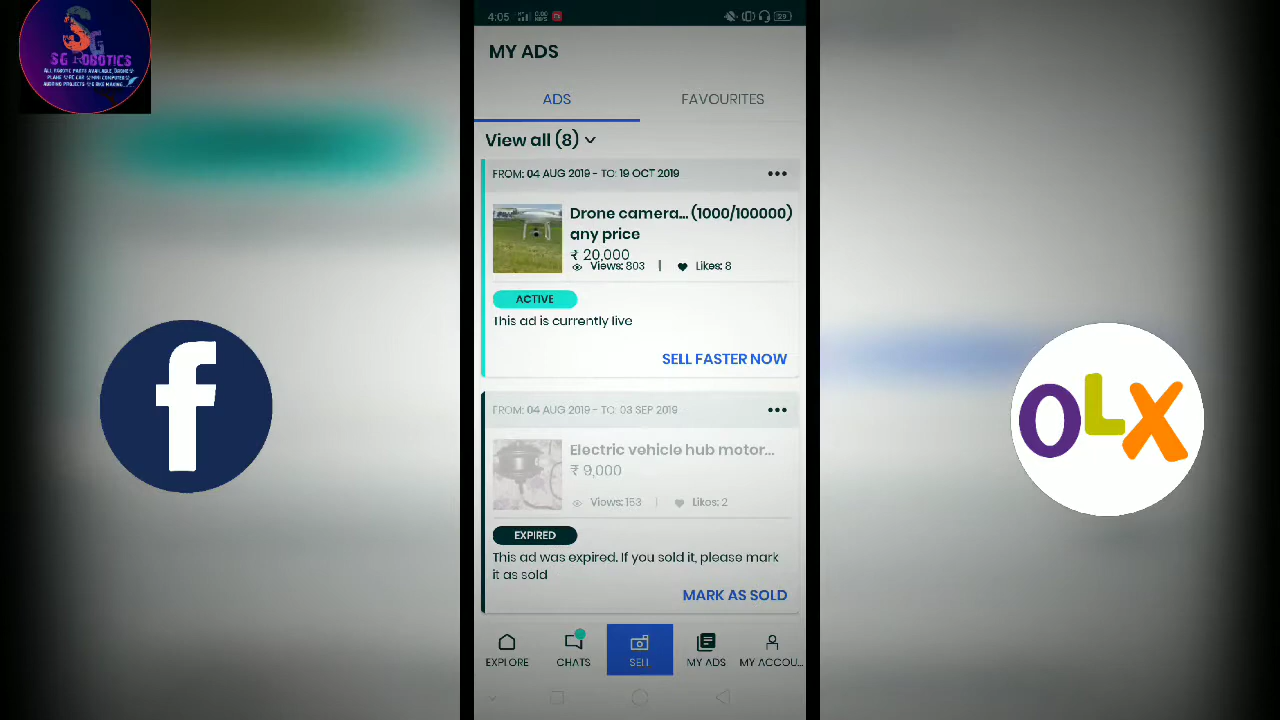 4:05
SG
SG ROBOTICS
MY ADS
ADS
FAVOURITES
View all (8)
FROM: 04 AUG 2019 - TO: 19 OCT 2019
Drone camera... (1000/100000)
any price
₹ 20,000
Views: 803 | Likes: 8
ACTIVE
This ad is currently live
SELL FASTER NOW
FROM: 04 AUG 2019 - TO: 03 SEP 2019
Electric vehicle hub motor...
₹ 9,000
Views: 153 | Likes: 2
EXPIRED
This ad was expired. If you sold it, please mark
it as sold
MARK AS SOLD
EXPLORE
CHATS
SELL
MY ADS
MY ACCOU...
f
OLX